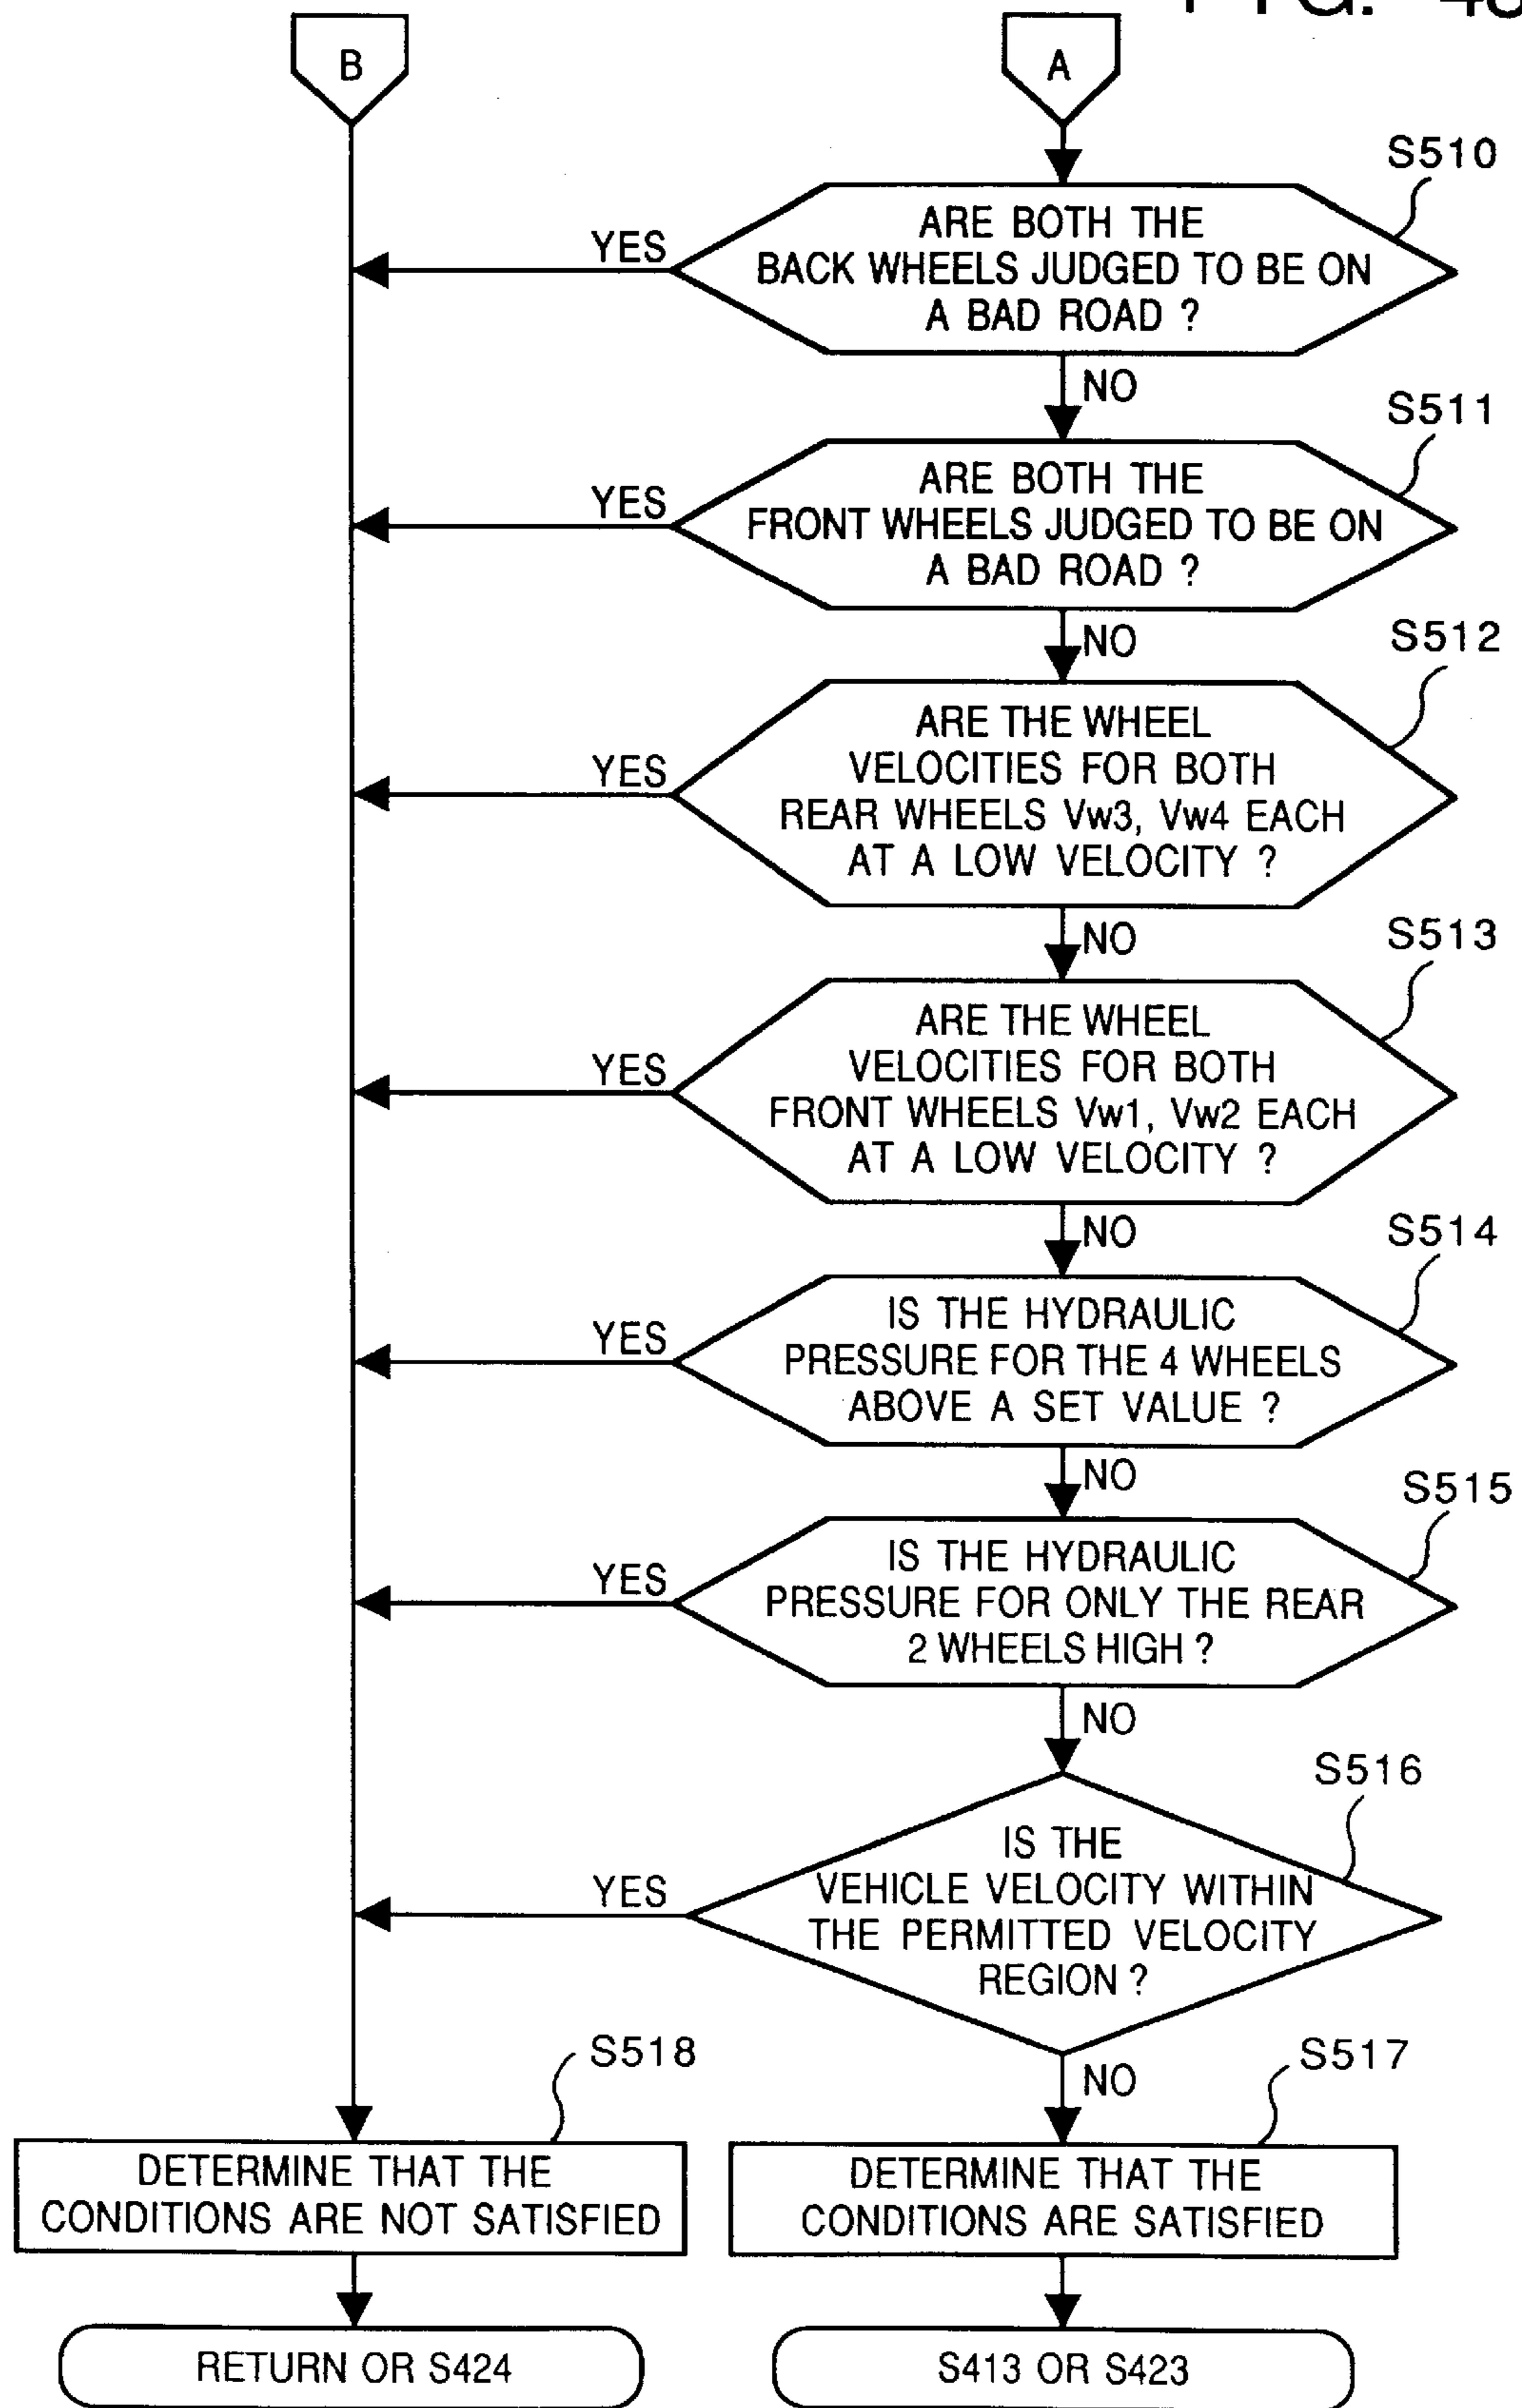 FIG.
B
A
S510
ARE BOTH THE
BACK WHEELS JUDGED TO BE ON
A BAD ROAD ?
YES
NO
S511
ARE BOTH THE
FRONT WHEELS JUDGED TO BE ON
A BAD ROAD ?
YES
NO
S512
ARE THE WHEEL
VELOCITIES FOR BOTH
REAR WHEELS Vw3, Vw4 EACH
AT A LOW VELOCITY ?
YES
NO
S513
ARE THE WHEEL
VELOCITIES FOR BOTH
FRONT WHEELS Vw1, Vw2 EACH
AT A LOW VELOCITY ?
YES
NO
S514
IS THE HYDRAULIC
PRESSURE FOR THE 4 WHEELS
ABOVE A SET VALUE ?
YES
NO
S515
IS THE HYDRAULIC
PRESSURE FOR ONLY THE REAR
2 WHEELS HIGH ?
YES
NO
S516
IS THE
VEHICLE VELOCITY WITHIN
THE PERMITTED VELOCITY
REGION ?
YES
NO
S518
DETERMINE THAT THE
CONDITIONS ARE NOT SATISFIED
S517
DETERMINE THAT THE
CONDITIONS ARE SATISFIED
RETURN OR S424
S413 OR S423